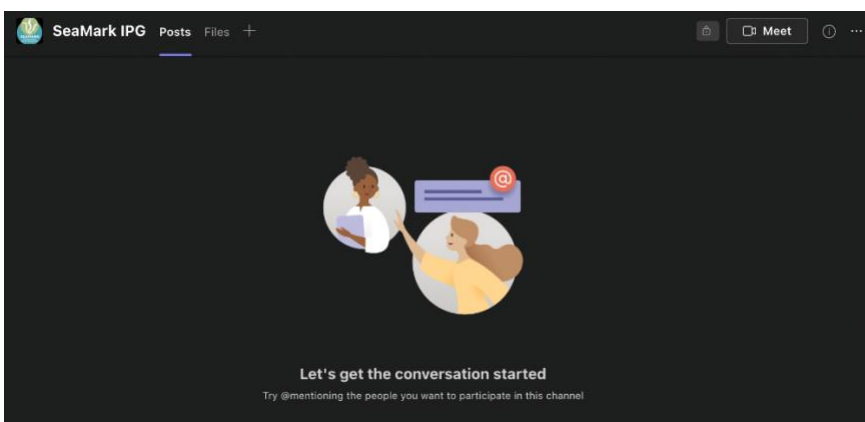 SeaMark IPG Posts Files + Meet
@
Let's get the conversation started
Try @mentioning the people you want to participate in this channel